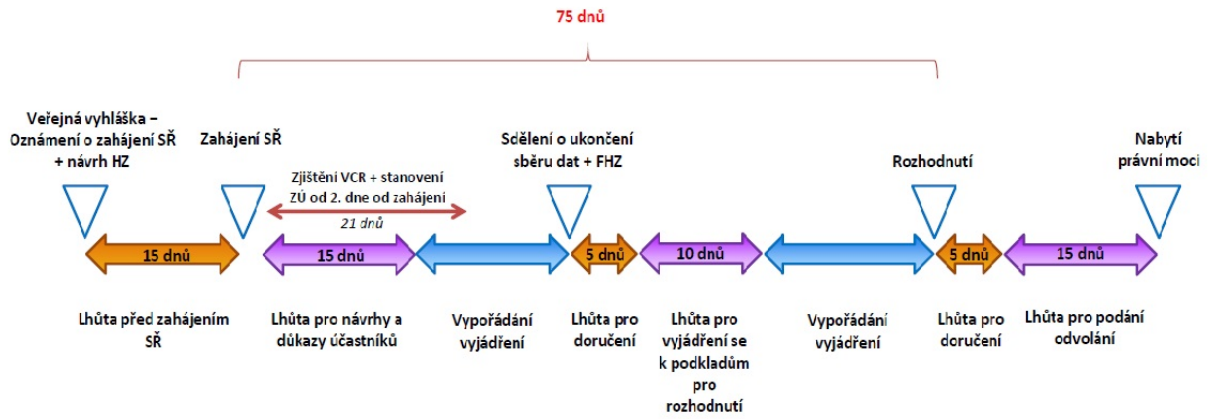 75 dnů
Veřejná vyhláška –
Oznámení o zahájení SŘ
+ návrh HZ
Zahájení SŘ
Zjištění VCR + stanovení
ZÚ od 2. dne od zahájení
21 dnů
Sdělení o ukončení
sběru dat + FHZ
Rozhodnutí
Nabytí
právní moci
15 dnů
15 dnů
5 dnů
10 dnů
5 dnů
15 dnů
Lhůta před zahájením
SŘ
Lhůta pro návrhy a
důkazy účastníků
Vypořádání
vyjádření
Lhůta pro
doručení
Lhůta pro
vyjádření se
k podkladům
pro
rozhodnutí
Vypořádání
vyjádření
Lhůta pro
doručení
Lhůta pro podání
odvolání